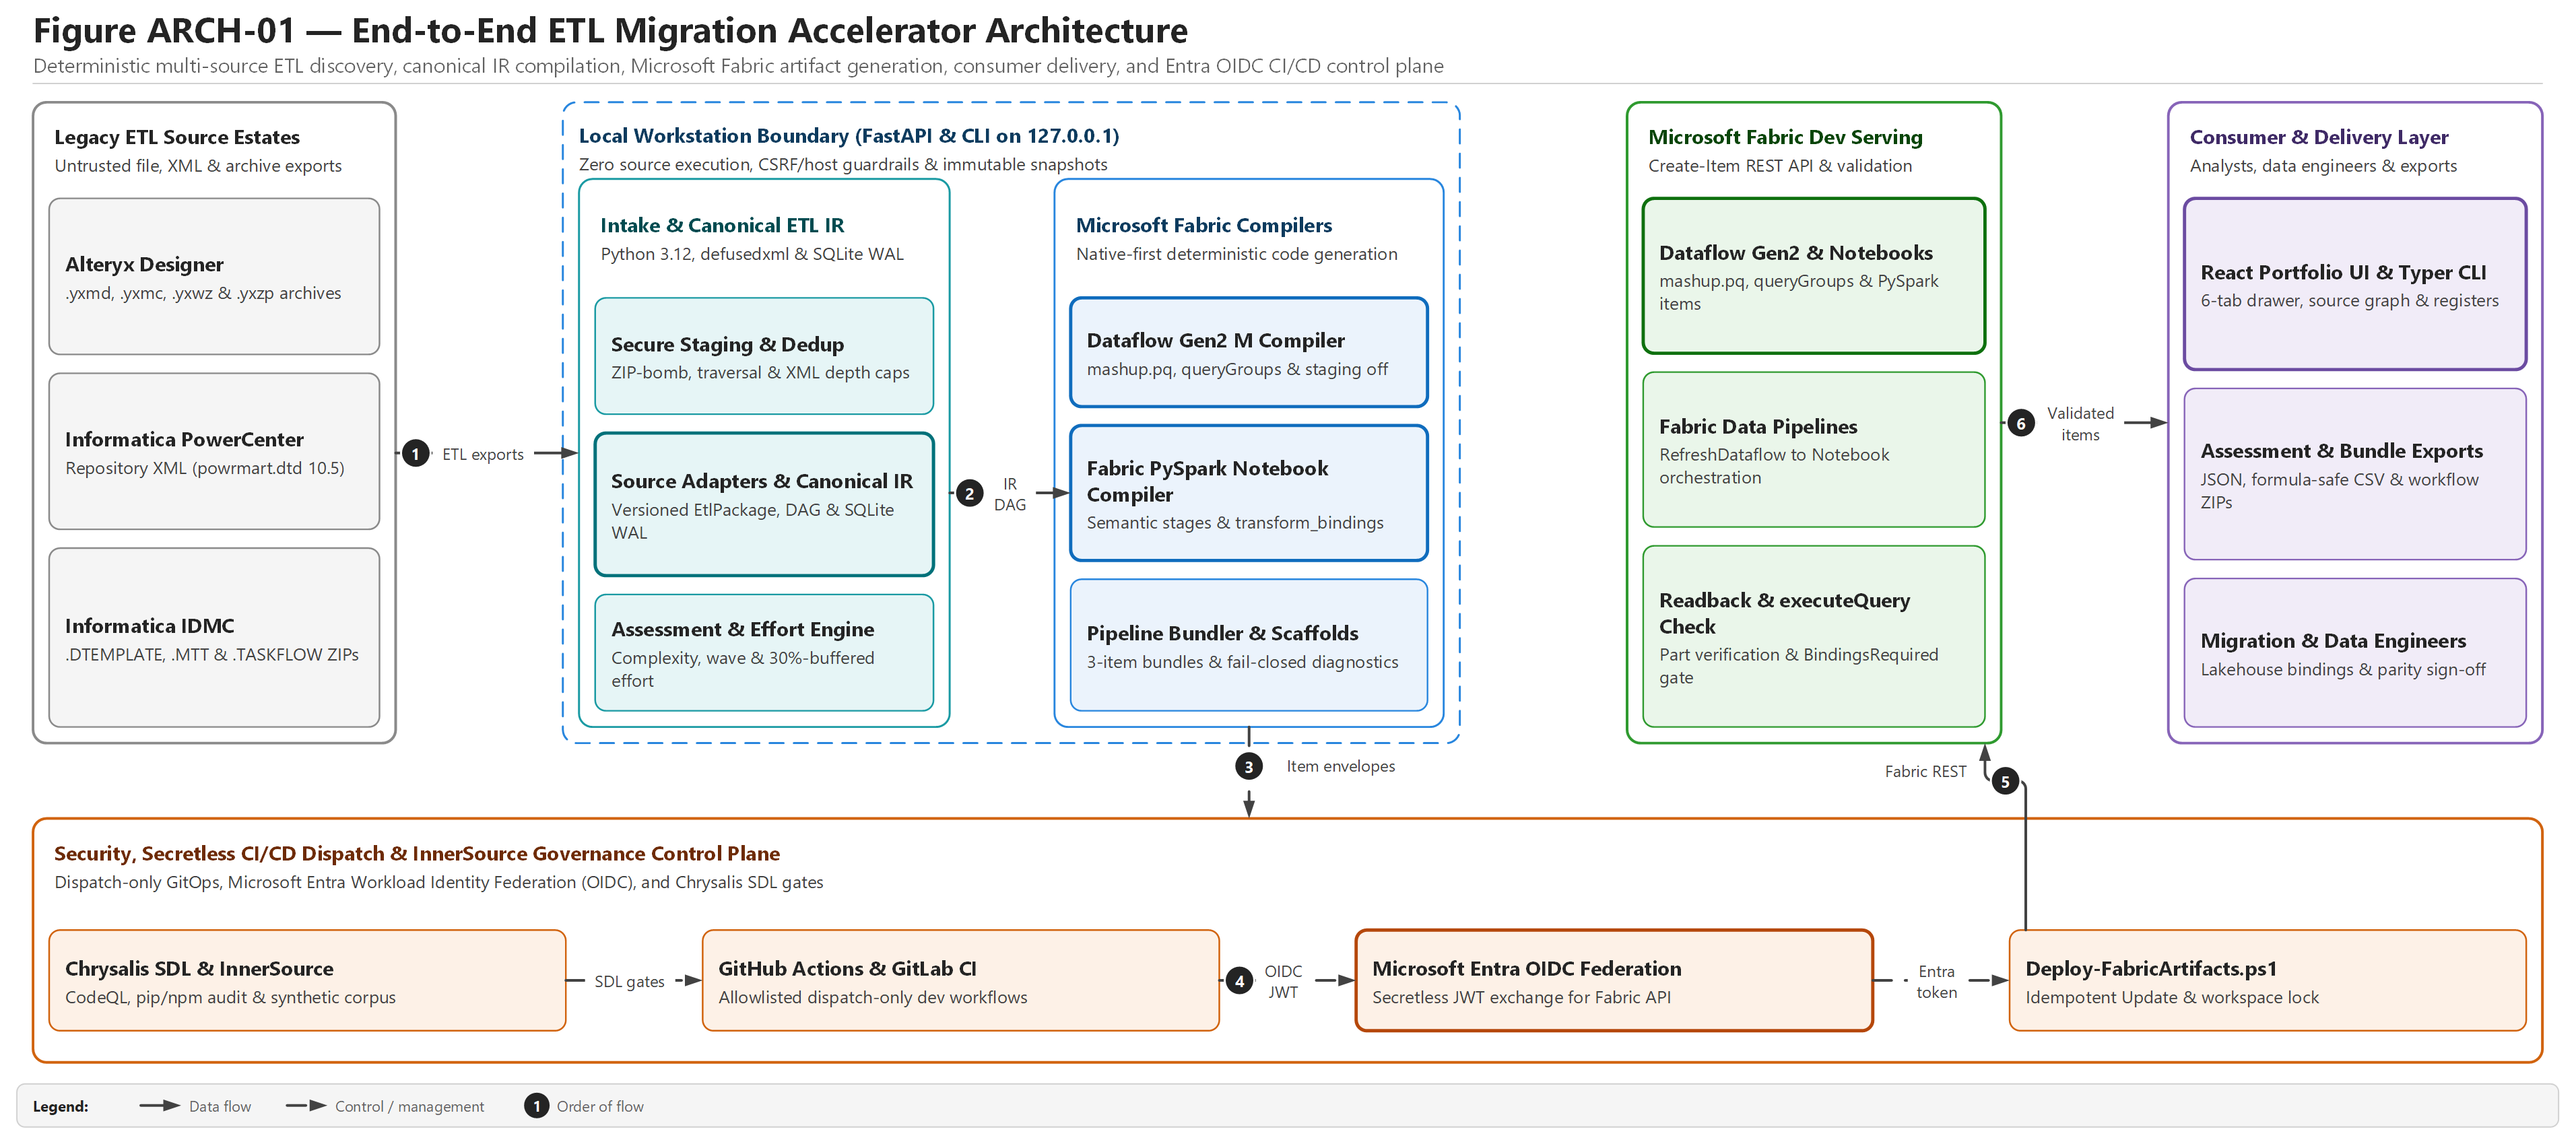 Figure ARCH-01 — End-to-End ETL Migration Accelerator Architecture
Deterministic multi-source ETL discovery, canonical IR compilation, Microsoft Fabric artifact generation, consumer delivery, and Entra OIDC CI/CD control plane
Legacy ETL Source Estates
Untrusted file, XML & archive exports
Alteryx Designer
.yxmd, .yxmc, .yxwz & .yxzp archives
Informatica PowerCenter
Repository XML (powrmart.dtd 10.5)
Informatica IDMC
.DTEMPLATE, .MTT & .TASKFLOW ZIPs
1
ETL exports
Local Workstation Boundary (FastAPI & CLI on 127.0.0.1)
Zero source execution, CSRF/host guardrails & immutable snapshots
Intake & Canonical ETL IR
Python 3.12, defusedxml & SQLite WAL
Secure Staging & Dedup
ZIP-bomb, traversal & XML depth caps
Source Adapters & Canonical IR
Versioned EtlPackage, DAG & SQLite
WAL
Assessment & Effort Engine
Complexity, wave & 30%-buffered
effort
2
IR
DAG
Microsoft Fabric Compilers
Native-first deterministic code generation
Dataflow Gen2 M Compiler
mashup.pq, queryGroups & staging off
Fabric PySpark Notebook
Compiler
Semantic stages & transform_bindings
Pipeline Bundler & Scaffolds
3-item bundles & fail-closed diagnostics
3
Item envelopes
Microsoft Fabric Dev Serving
Create-Item REST API & validation
Dataflow Gen2 & Notebooks
mashup.pq, queryGroups & PySpark
items
Fabric Data Pipelines
RefreshDataflow to Notebook
orchestration
Readback & executeQuery
Check
Part verification & BindingsRequired
gate
6
Validated
items
Consumer & Delivery Layer
Analysts, data engineers & exports
React Portfolio UI & Typer CLI
6-tab drawer, source graph & registers
Assessment & Bundle Exports
JSON, formula-safe CSV & workflow
ZIPs
Migration & Data Engineers
Lakehouse bindings & parity sign-off
Fabric REST
5
Security, Secretless CI/CD Dispatch & InnerSource Governance Control Plane
Dispatch-only GitOps, Microsoft Entra Workload Identity Federation (OIDC), and Chrysalis SDL gates
Chrysalis SDL & InnerSource
CodeQL, pip/npm audit & synthetic corpus
SDL gates
GitHub Actions & GitLab CI
Allowlisted dispatch-only dev workflows
4
OIDC
JWT
Microsoft Entra OIDC Federation
Secretless JWT exchange for Fabric API
Entra
token
Deploy-FabricArtifacts.ps1
Idempotent Update & workspace lock
Legend:
Data flow
Control / management
1
Order of flow